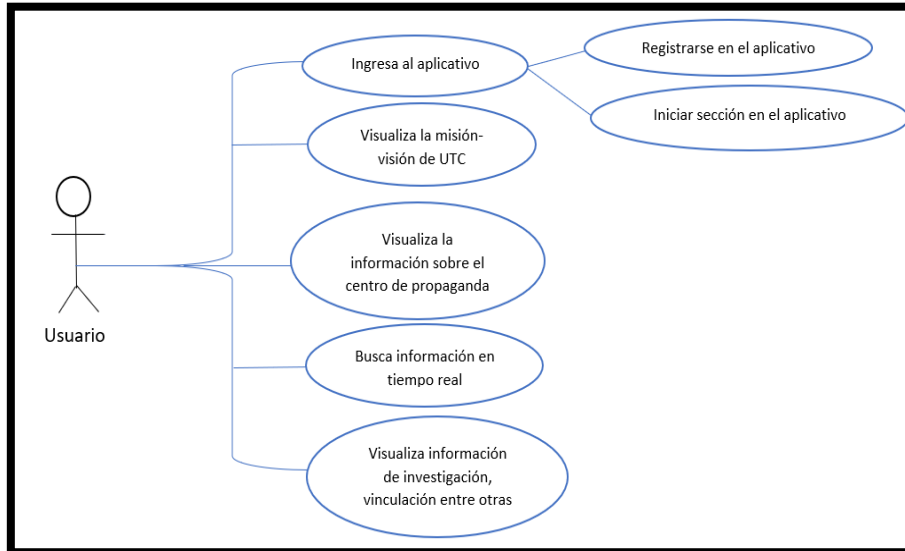 Ingresa al aplicativo
Registrarse en el aplicativo
Iniciar sección en el aplicativo
Visualiza la misión-
visión de UTC
Visualiza la
información sobre el
centro de propaganda
Usuario
Busca información en
tiempo real
Visualiza información
de investigación,
vinculación entre otras